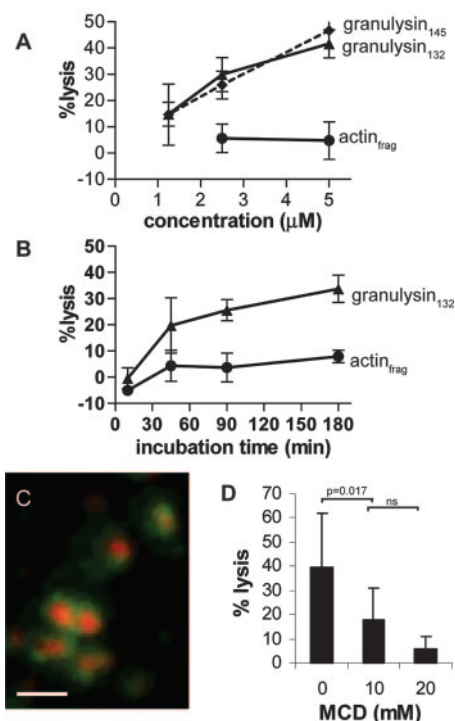 A
%lysis
50
40
30
20
10
0
-10
granulysin145
granulysin132
actinfrag
0 1 2 3 4 5
concentration (µM)
B
%lysis
50
40
30
20
10
0
-10
granulysin132
actinfrag
0 30 60 90 120 150 180
incubation time (min)
C
D
p=0.017
ns
% lysis
70
60
50
40
30
20
10
0
0 10 20
MCD (mM)